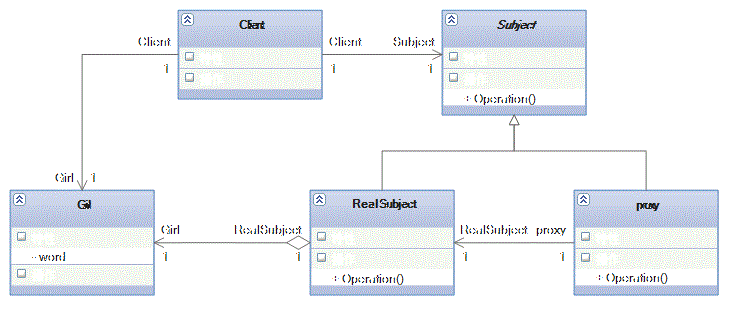 Client
Subject
Client
Client
Subject
1
1
1
+ Operation()
Girl
1
Girl
RealSubject
proxy
Girl
RealSubject
RealSubject
proxy
- word
1
1
1
1
+ Operation()
+ Operation()